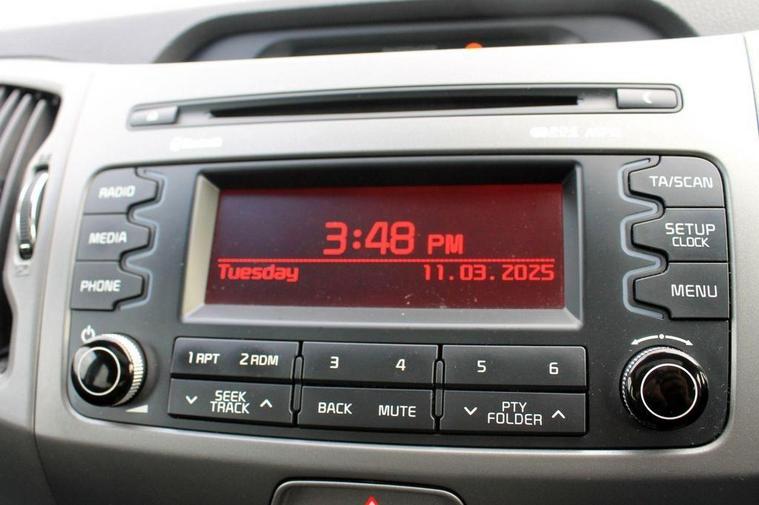 RADIO
MEDIA
PHONE
3:48 PM
Tuesday 11.03.2025
TA/SCAN
SETUP
CLOCK
MENU
1 RPT 2 RDM
3 4
5 6
SEEK
TRACK
BACK MUTE
PTY
FOLDER